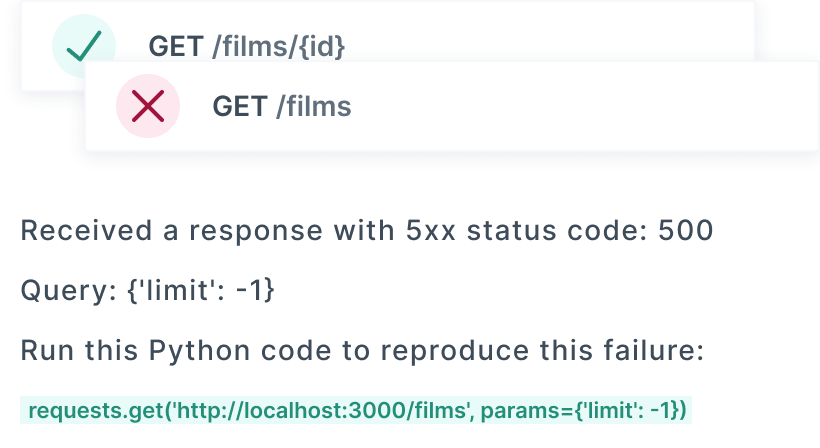 GET /films/{id}
GET /films
Received a response with 5xx status code: 500
Query: {'limit': -1}
Run this Python code to reproduce this failure:
requests.get('http://localhost:3000/films', params={'limit': -1})